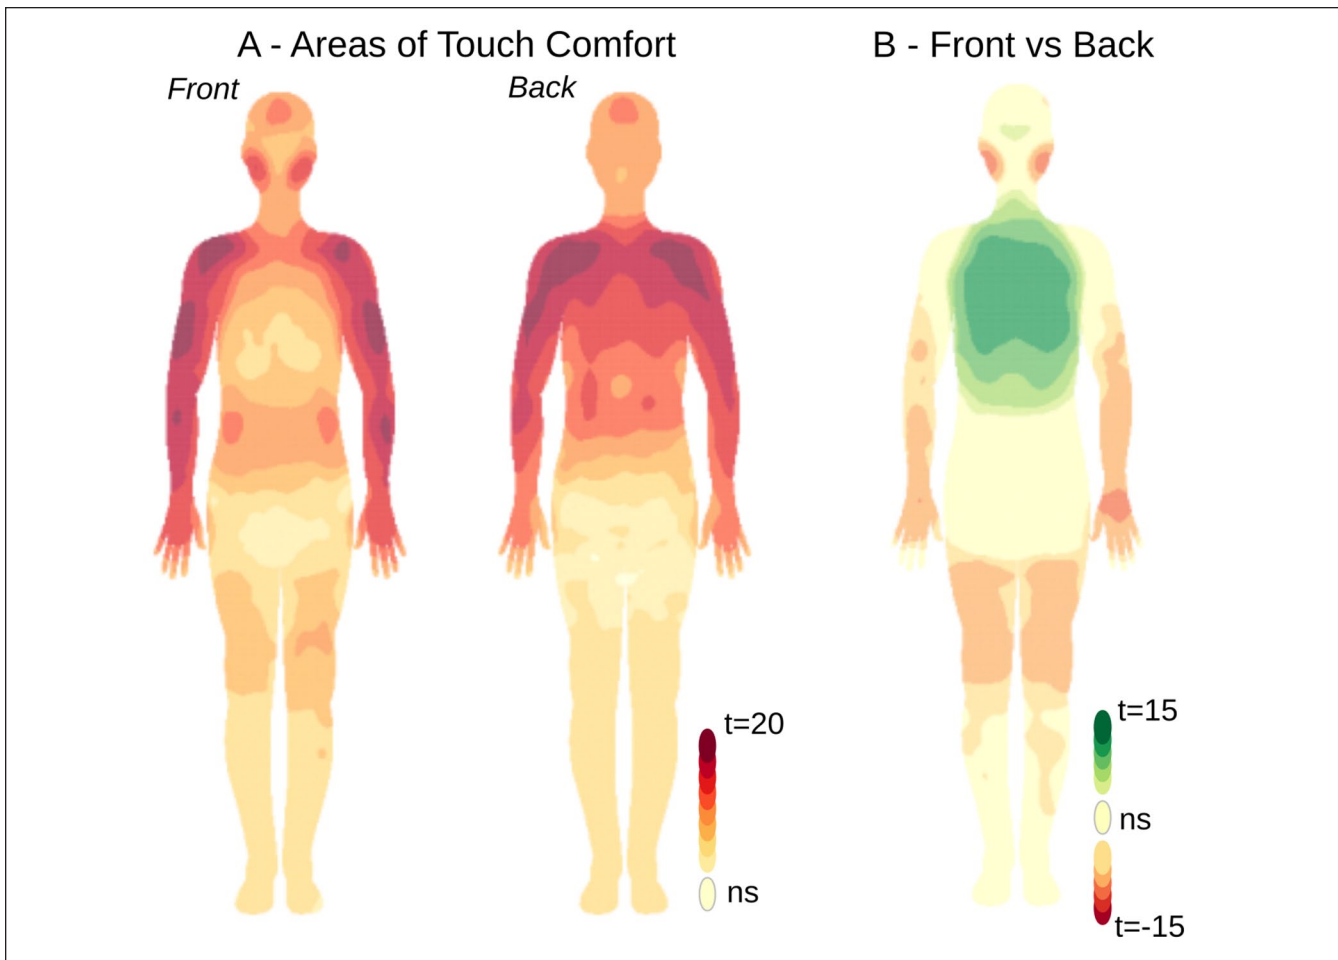 A - Areas of Touch Comfort
Front
Back
t=20
ns
B - Front vs Back
t=15
ns
t=-15